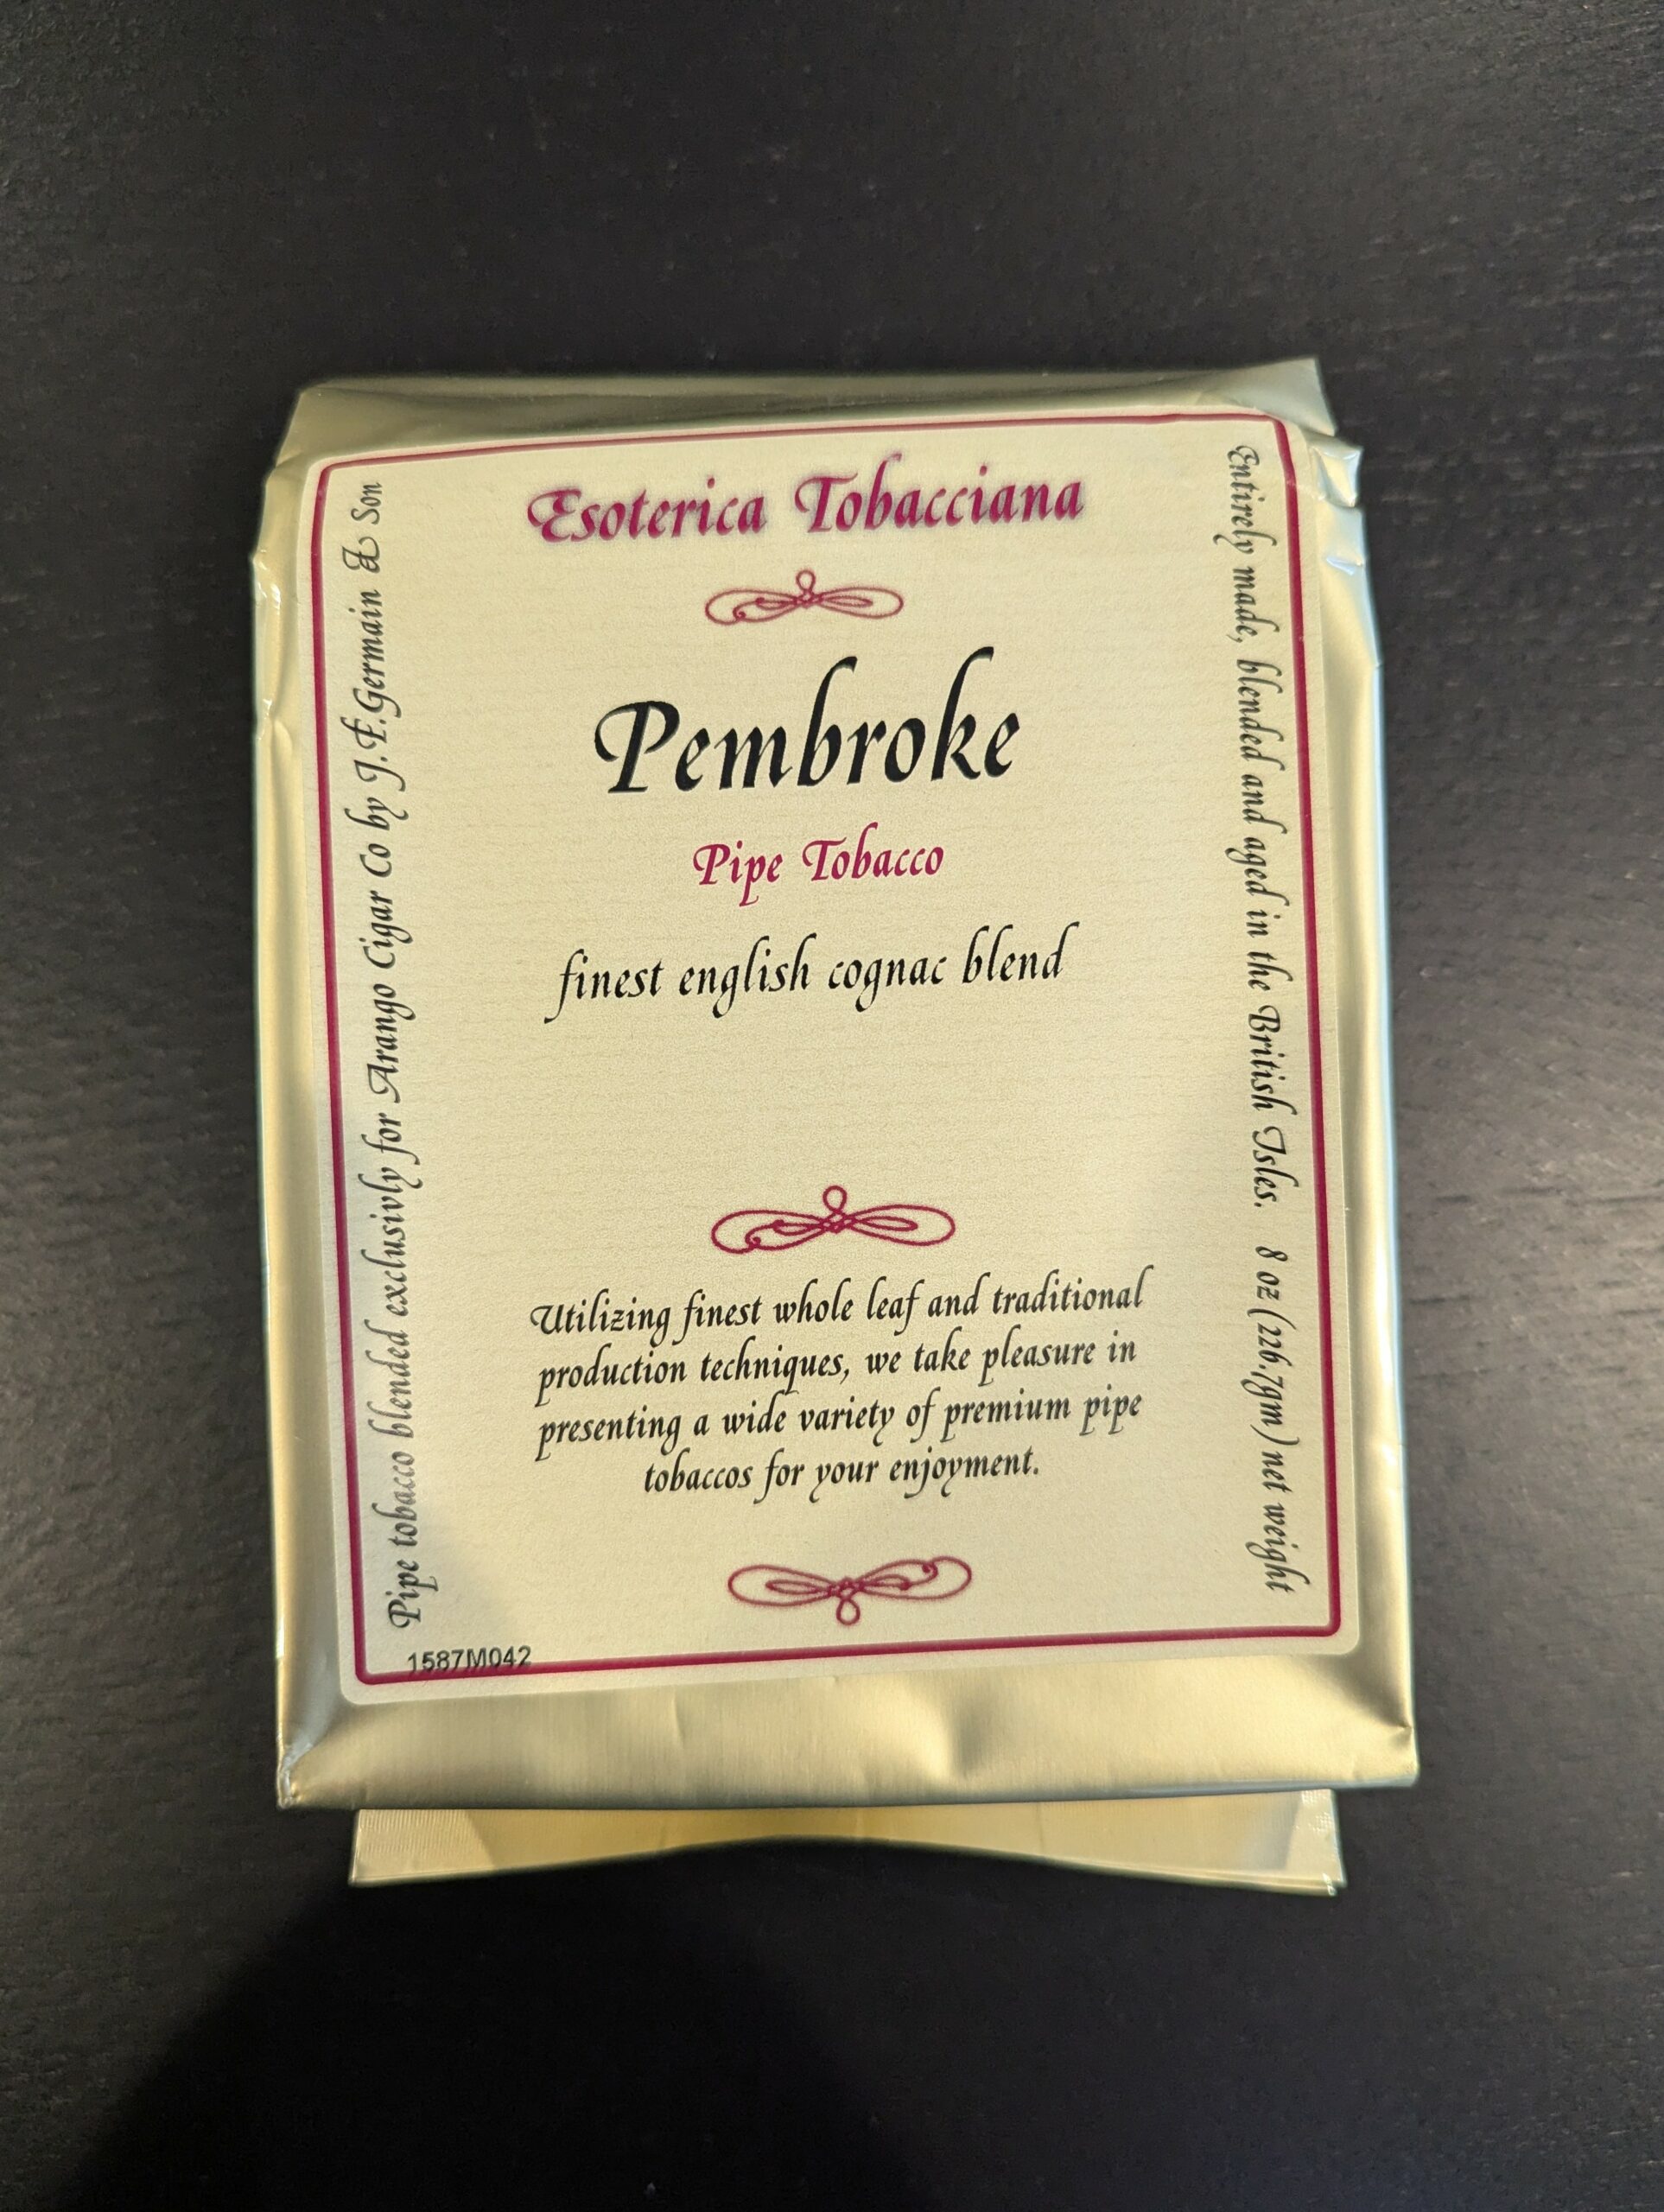 Esoterica Tobacciana
Pembroke
Pipe Tobacco
finest english cognac blend
Utilizing finest whole leaf and traditional
production techniques, we take pleasure in
presenting a wide variety of premium pipe
tobaccos for your enjoyment.
Pipe tobacco blended exclusivly for Arango Cigar Co by J.F.Germain & Son
Entirely made, blended and aged in the British Isles. 8 oz (226.7gm) net weight
1587M042